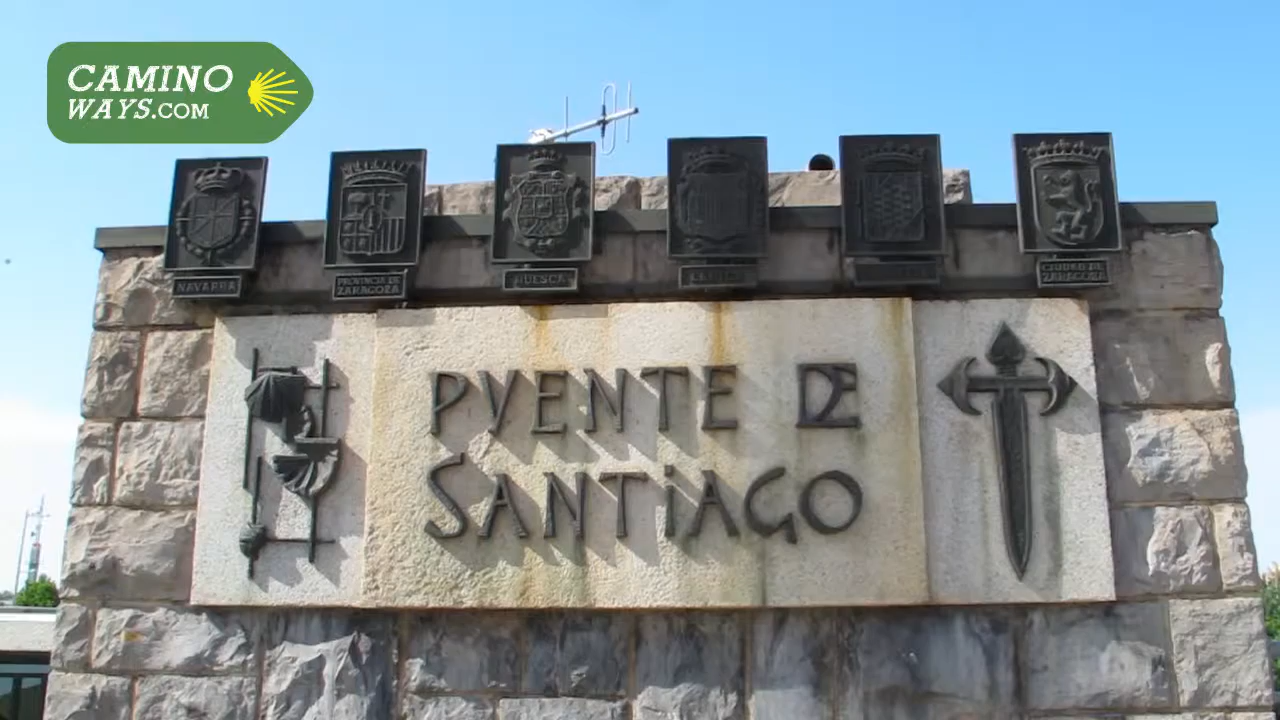 CAMINO
WAYS.COM
NAVARRA
PROVINCIA DE
ZARAGOZA
HUESCA
CIUDAD DE
ZARAGOZA
PVENTE DE
SANTiAGO